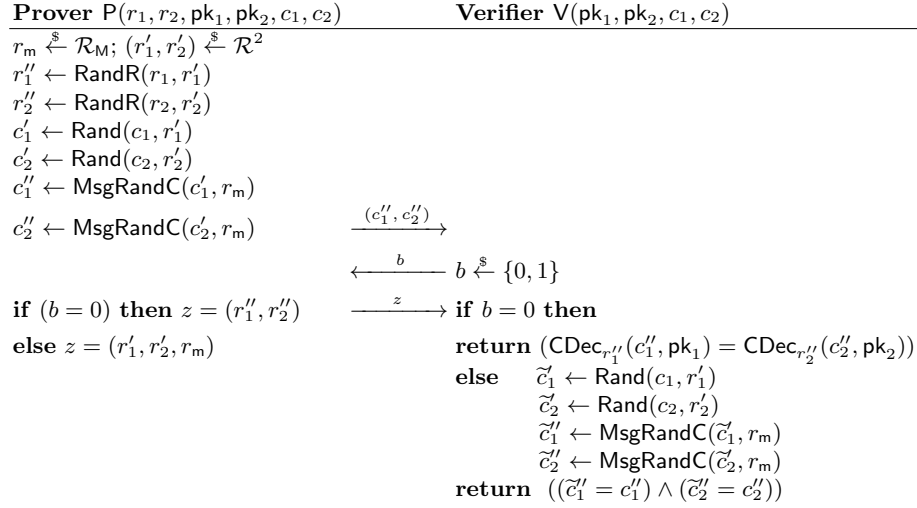 Prover P(r₁, r₂, pk₁, pk₂, c₁, c₂) Verifier V(pk₁, pk₂, c₁, c₂)
r_m ←$ R_M; (r′₁, r′₂) ←$ R²
r″₁ ← RandR(r₁, r′₁)
r″₂ ← RandR(r₂, r′₂)
c′₁ ← Rand(c₁, r′₁)
c′₂ ← Rand(c₂, r′₂)
c″₁ ← MsgRandC(c′₁, r_m)
c″₂ ← MsgRandC(c′₂, r_m) (c″₁, c″₂) ⟶
⟵ b b ←$ {0, 1}
if (b = 0) then z = (r″₁, r″₂) z ⟶ if b = 0 then
else z = (r′₁, r′₂, r_m) return (CDec_{r″₁}(c″₁, pk₁) = CDec_{r″₂}(c″₂, pk₂))
else c̃′₁ ← Rand(c₁, r′₁)
c̃′₂ ← Rand(c₂, r′₂)
c̃″₁ ← MsgRandC(c̃′₁, r_m)
c̃″₂ ← MsgRandC(c̃′₂, r_m)
return ((c̃″₁ = c″₁) ∧ (c̃″₂ = c″₂))